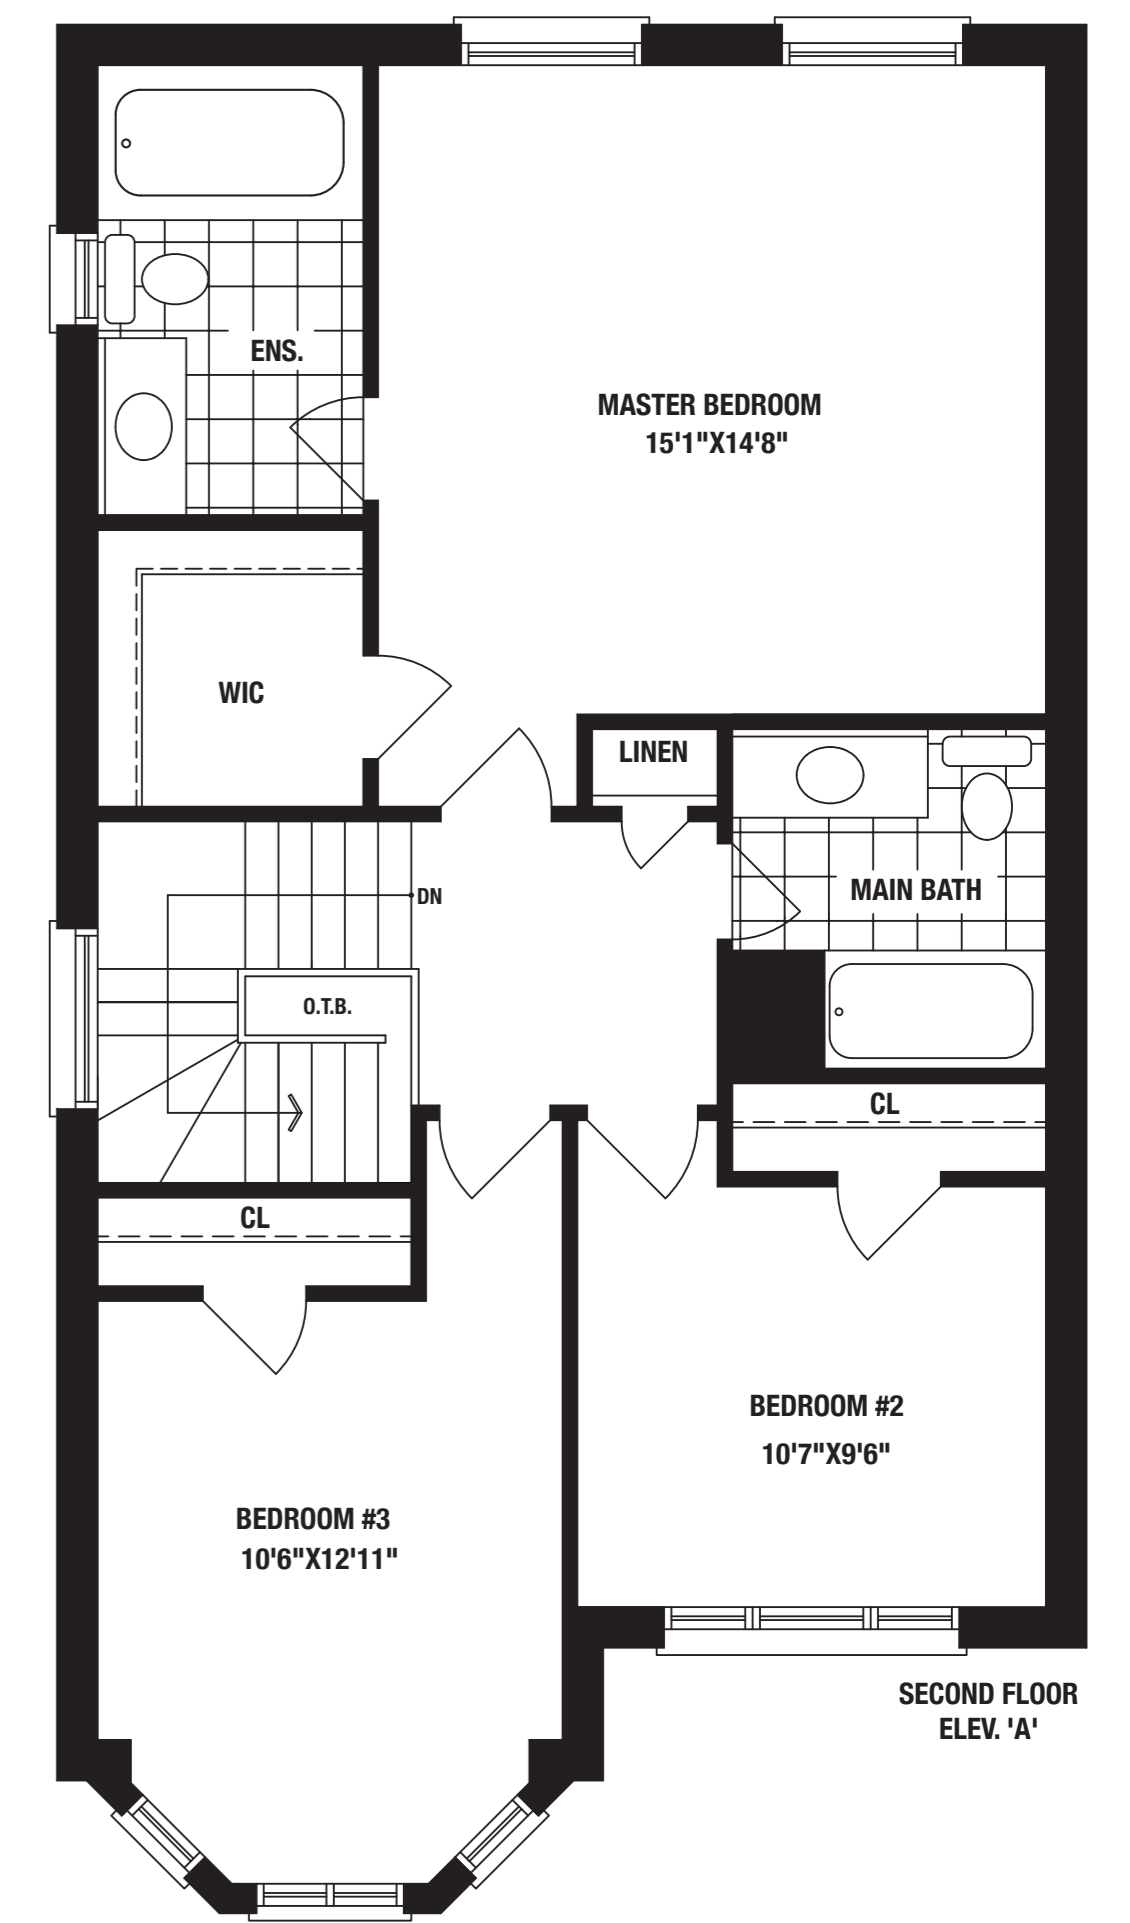 ENS.
MASTER BEDROOM
15'1"X14'8"
WIC
LINEN
MAIN BATH
DN
O.T.B.
CL
CL
BEDROOM #2
10'7"X9'6"
BEDROOM #3
10'6"X12'11"
SECOND FLOOR
ELEV. 'A'